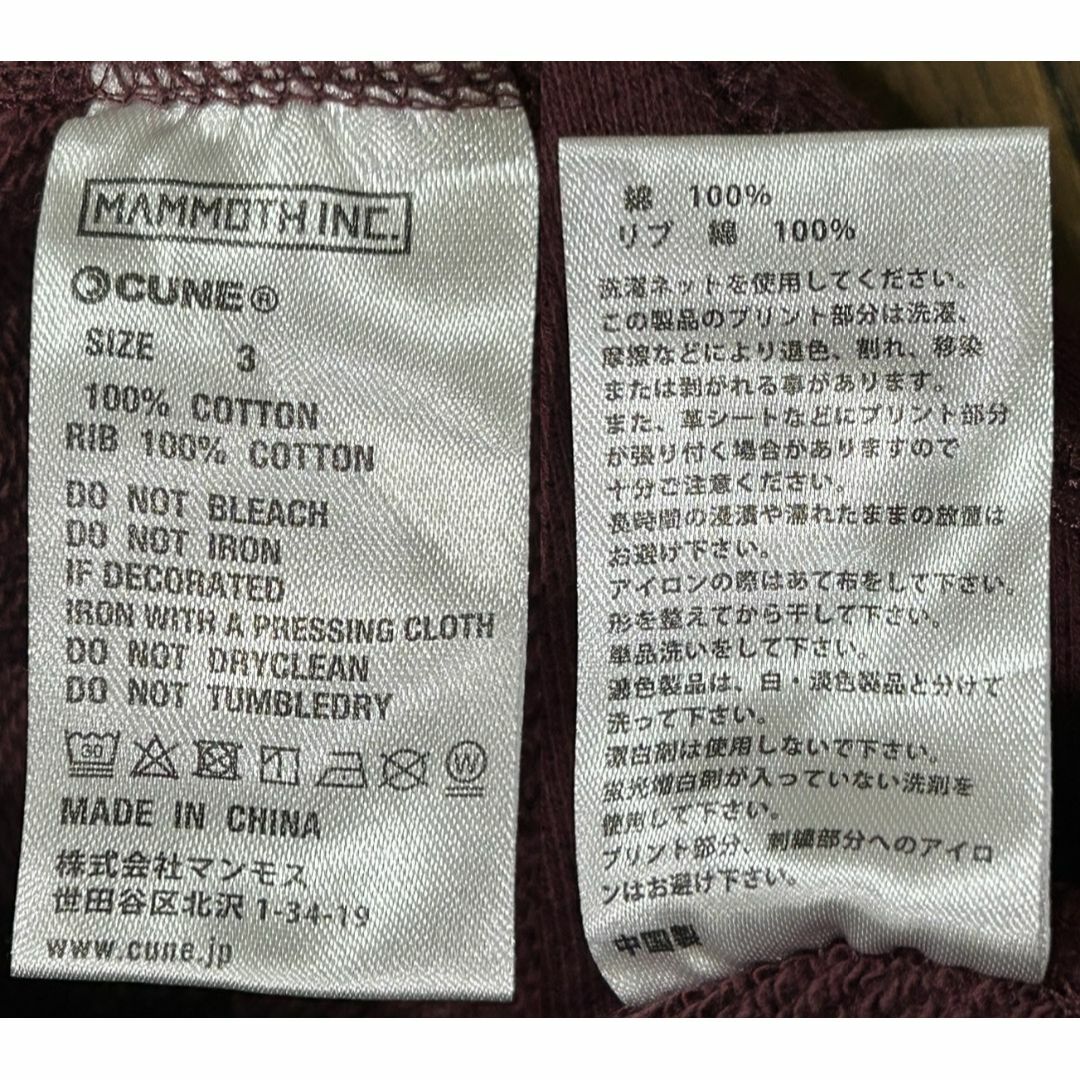 MAMMOTH INC.
CUNE®
SIZE 3
100% COTTON
RIB 100% COTTON
DO NOT BLEACH
DO NOT IRON
IF DECORATED
IRON WITH A PRESSING CLOTH
DO NOT DRYCLEAN
DO NOT TUMBLEDRY
30
W
MADE IN CHINA
株式会社マンモス
世田谷区北沢 1-34-19
www.cune.jp
綿 100%
リブ 綿 100%
洗濯ネットを使用してください。
この製品のプリント部分は洗濯、
摩擦などにより退色、割れ、移染
または剥がれる事があります。
また、革シートなどにプリント部分
が張り付く場合がありますので
十分ご注意ください。
長時間の浸漬や濡れたままの放置は
お避け下さい。
アイロンの際はあて布をして下さい。
形を整えてから干して下さい。
単品洗いをして下さい。
濃色製品は、白・淡色製品と分けて
洗って下さい。
漂白剤は使用しないで下さい。
蛍光増白剤が入っていない洗剤を
使用して下さい。
プリント部分、刺繍部分へのアイロ
ンはお避け下さい。
中国製